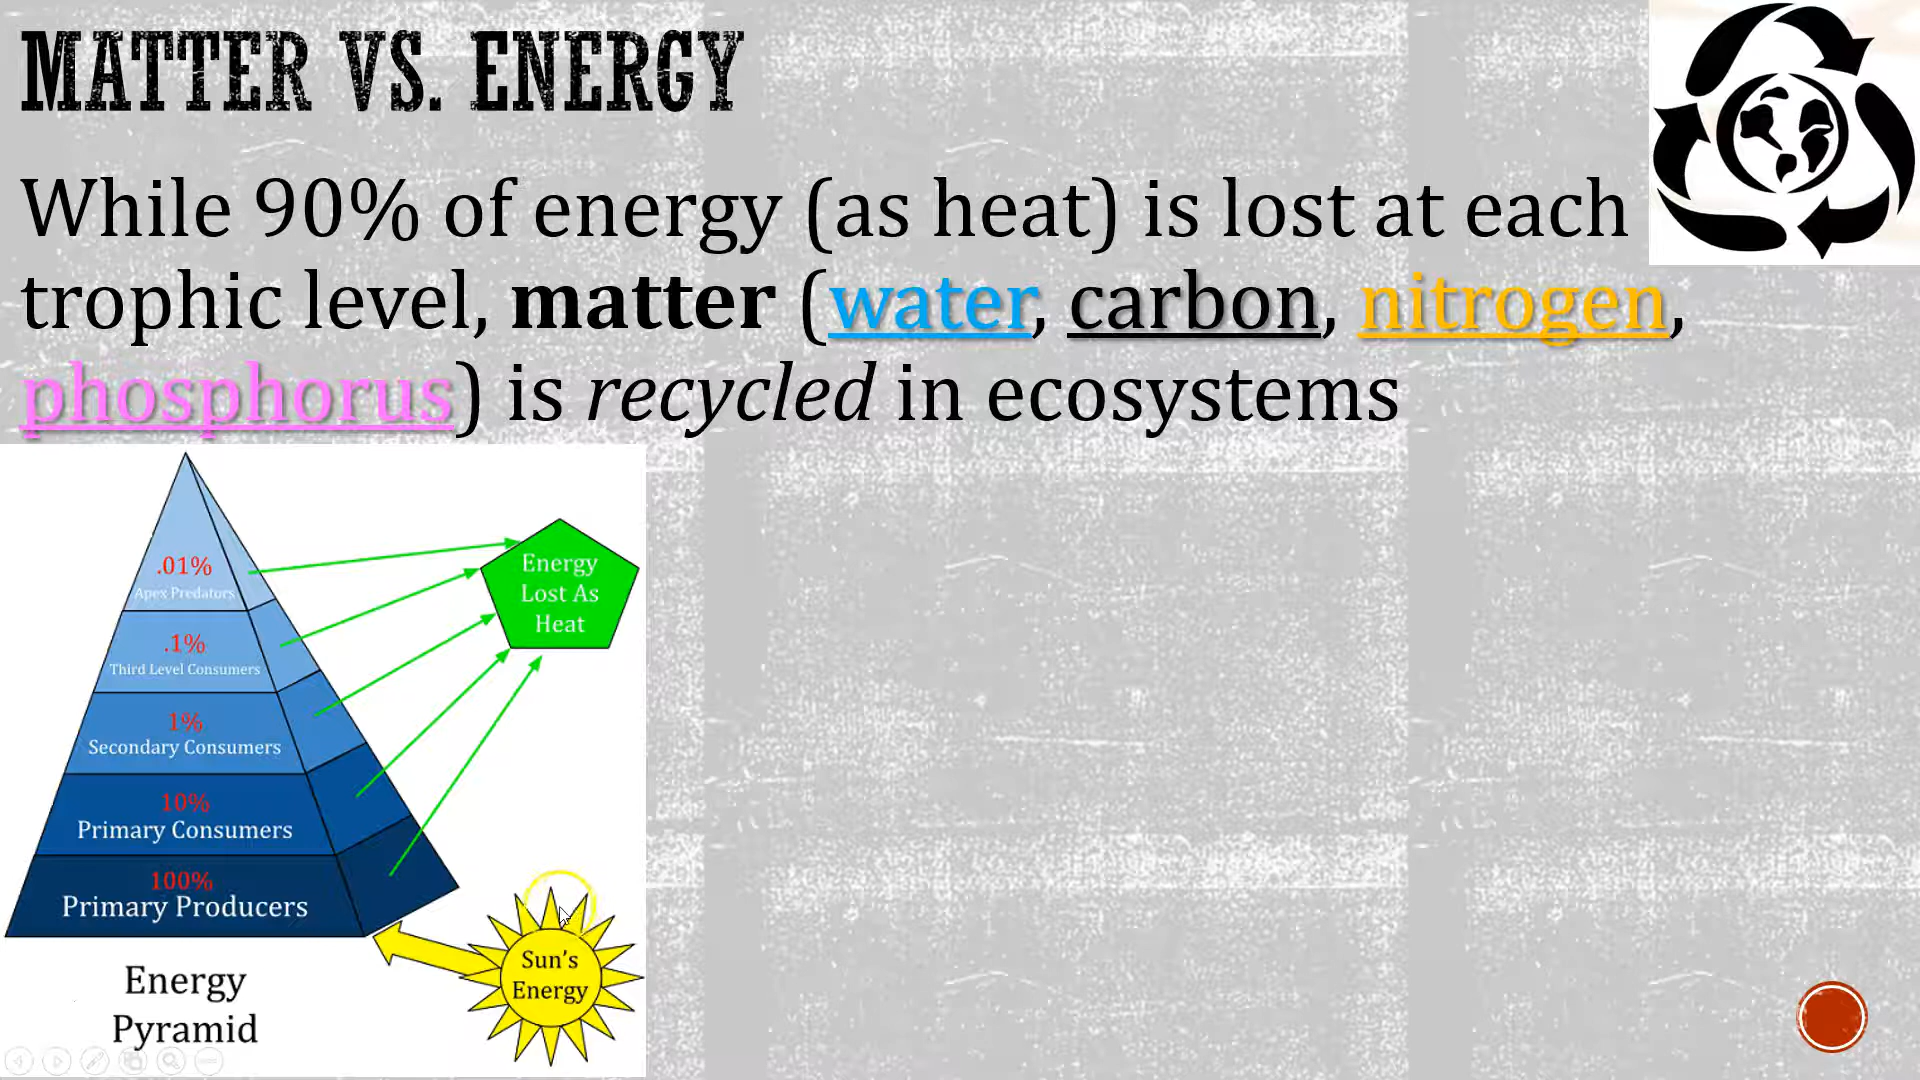 MATTER VS. ENERGY
While 90% of energy (as heat) is lost at each
trophic level, matter (water, carbon, nitrogen,
phosphorus) is recycled in ecosystems
.01%
Apex Predators
.1%
Third Level Consumers
1%
Secondary Consumers
10%
Primary Consumers
100%
Primary Producers
Energy
Lost As
Heat
Sun's
Energy
Energy
Pyramid